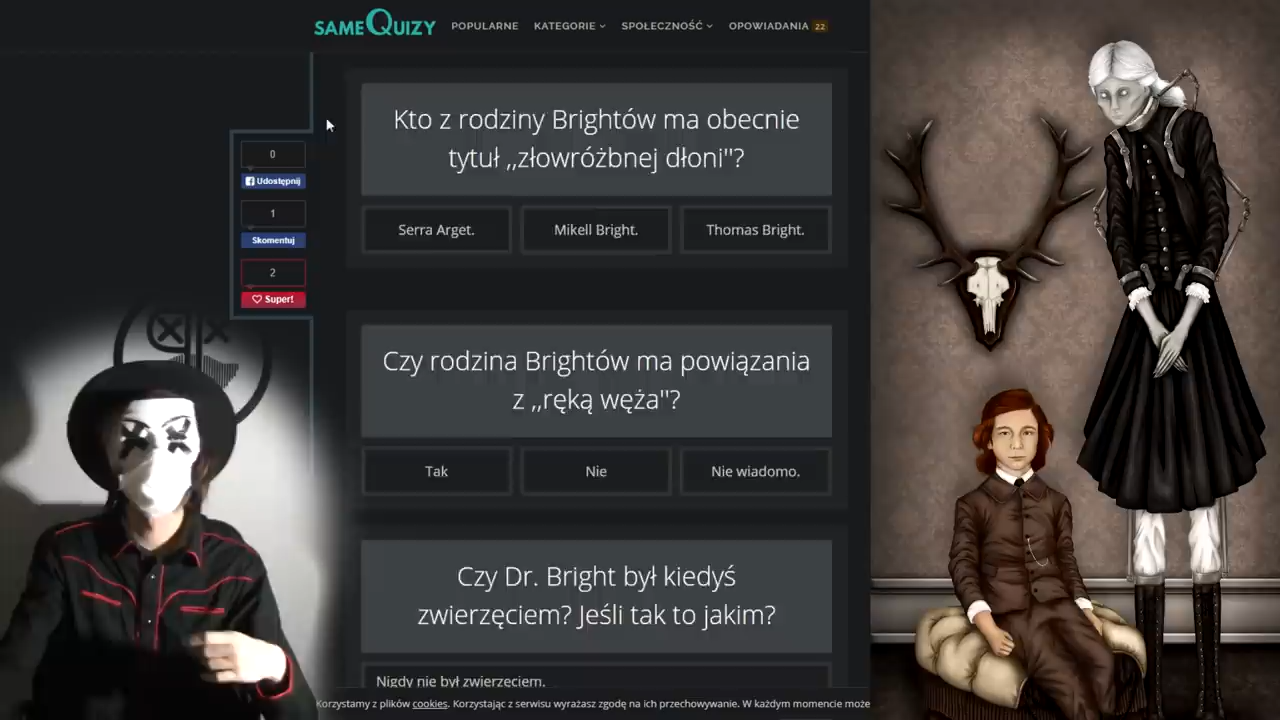 SAMEQUIZY POPULARNE KATEGORIE SPOŁECZNOŚĆ OPOWIADANIA 22
Kto z rodziny Brightów ma obecnie
tytuł ,,złowróżbnej dłoni"?
Serra Arget. Mikell Bright. Thomas Bright.
0
Udostępnij
1
Skomentuj
2
Super!
Czy rodzina Brightów ma powiązania
z ,,ręką węża"?
Tak Nie Nie wiadomo.
Czy Dr. Bright był kiedyś
zwierzęciem? Jeśli tak to jakim?
Nigdy nie był zwierzęciem.
Korzystamy z plików cookies. Korzystając z serwisu wyrażasz zgodę na ich przechowywanie. W każdym momencie może